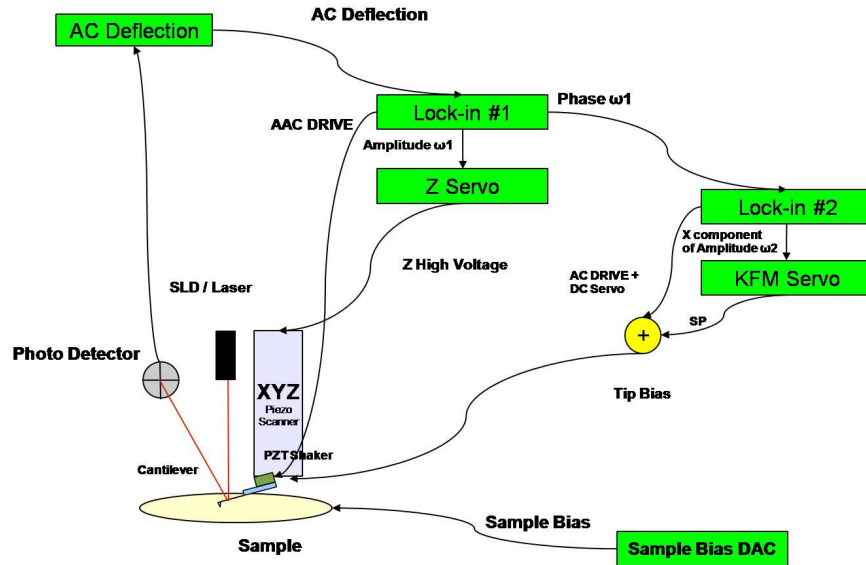 AC Deflection
AC Deflection
Lock-in #1
Phase ω1
AAC DRIVE
Amplitude ω1
Z Servo
Lock-in #2
X component
of Amplitude ω2
Z High Voltage
KFM Servo
AC DRIVE +
DC Servo
SLD / Laser
SP
+
Photo Detector
XYZ
Piezo
Scanner
Tip Bias
PZT Shaker
Cantilever
Sample Bias
Sample
Sample Bias DAC